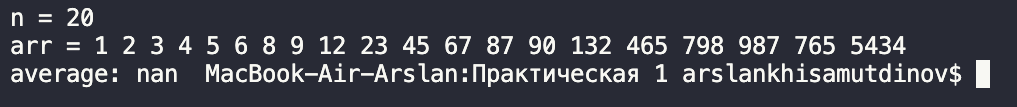 n = 20
arr = 1 2 3 4 5 6 8 9 12 23 45 67 87 90 132 465 798 987 765 5434
average: nan  MacBook-Air-Arslan:Практическая 1 arslankhisamutdinov$